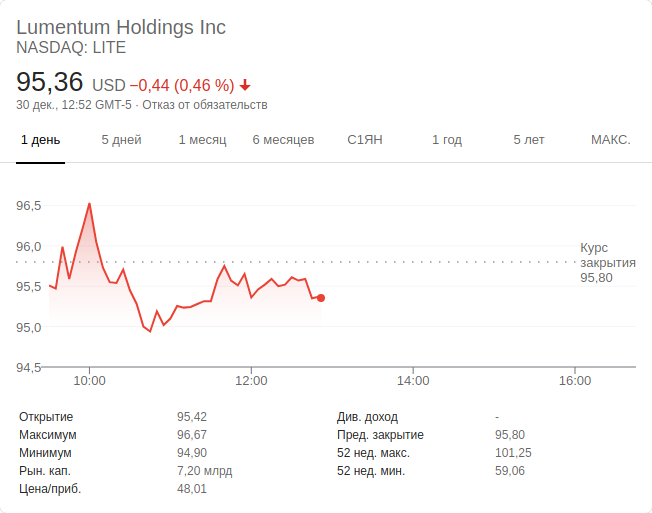 Lumentum Holdings Inc
NASDAQ: LITE
95,36 USD −0,44 (0,46 %)
30 дек., 12:52 GMT-5 · Отказ от обязательств
1 день 5 дней 1 месяц 6 месяцев С1ЯН 1 год 5 лет МАКС.
96,5
96,0
95,5
95,0
94,5
Курс
закрытия
95,80
10:00 12:00 14:00 16:00
Открытие 95,42 Див. доход -
Максимум 96,67 Пред. закрытие 95,80
Минимум 94,90 52 нед. макс. 101,25
Рын. кап. 7,20 млрд 52 нед. мин. 59,06
Цена/приб. 48,01